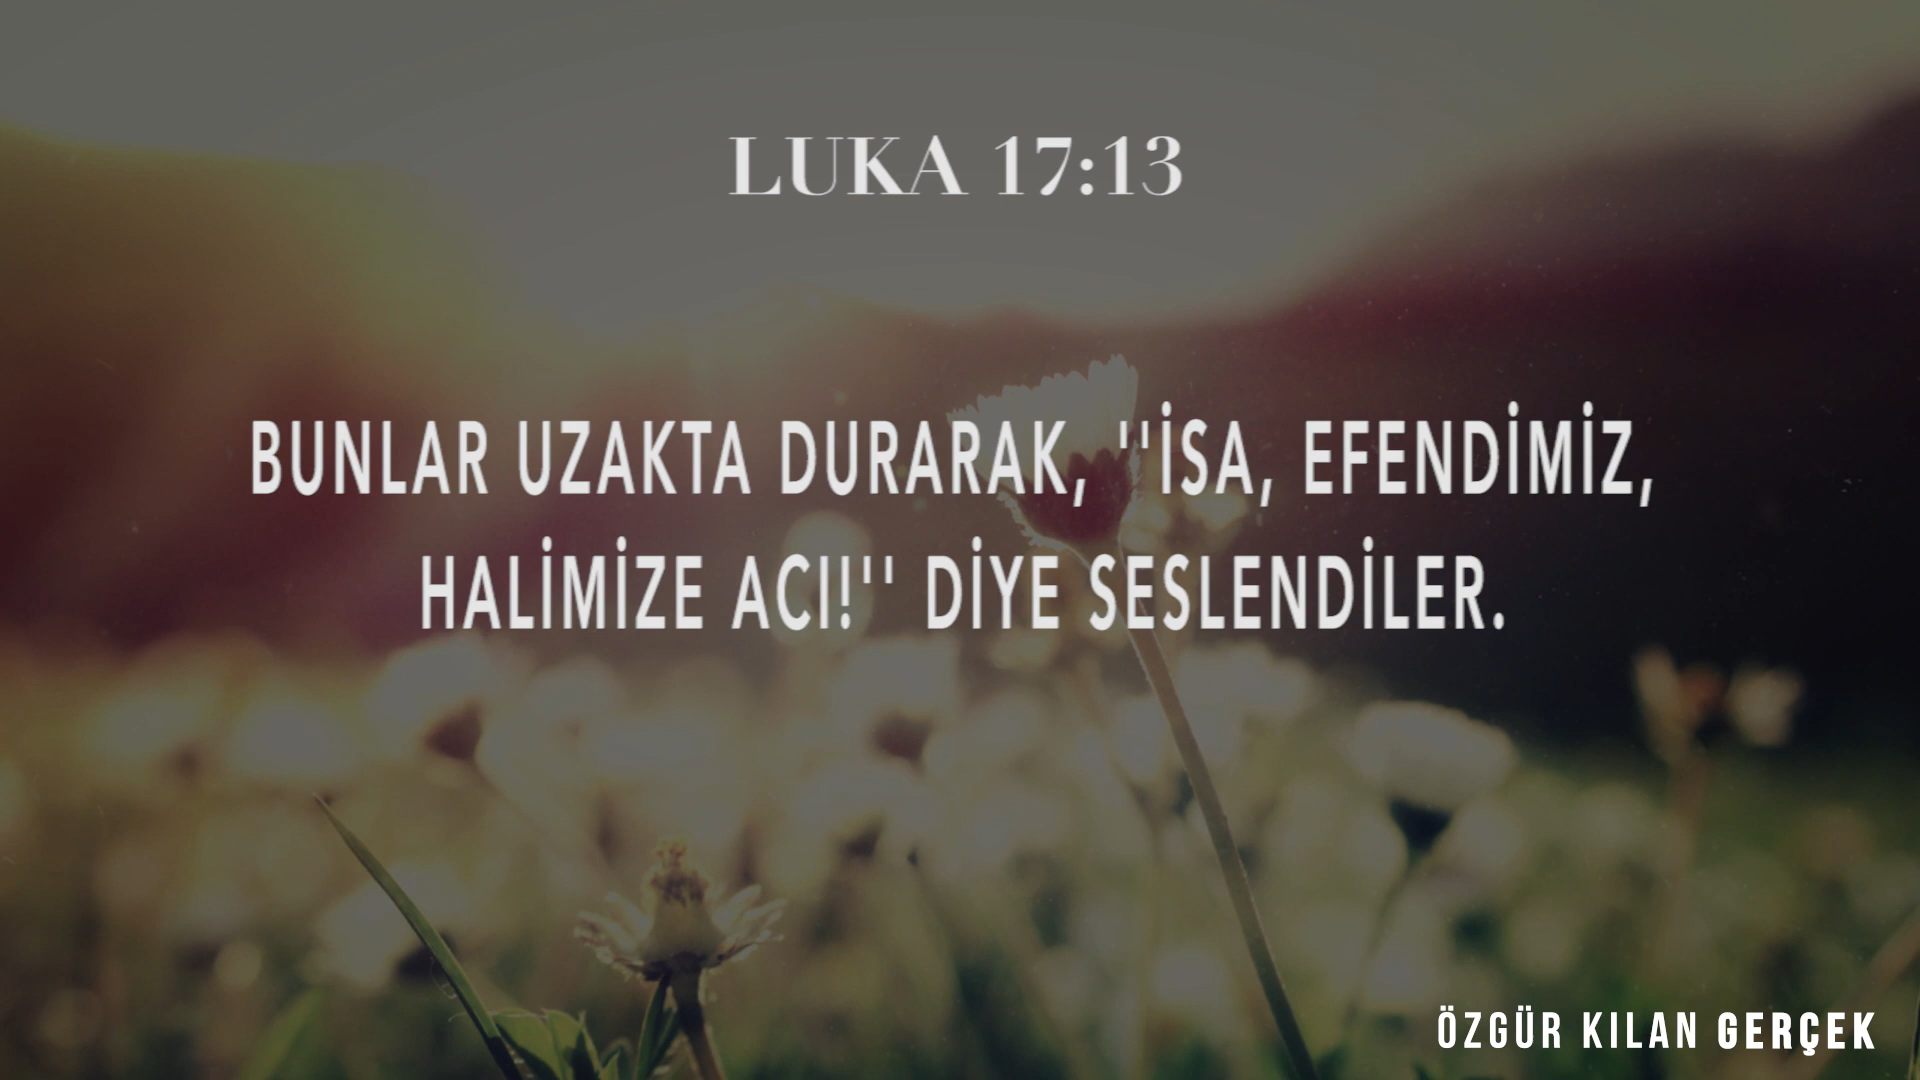 LUKA 17:13
BUNLAR UZAKTA DURARAK, ''İSA, EFENDİMİZ,
HALİMİZE ACI!'' DİYE SESLENDİLER.
ÖZGÜR KILAN GERÇEK